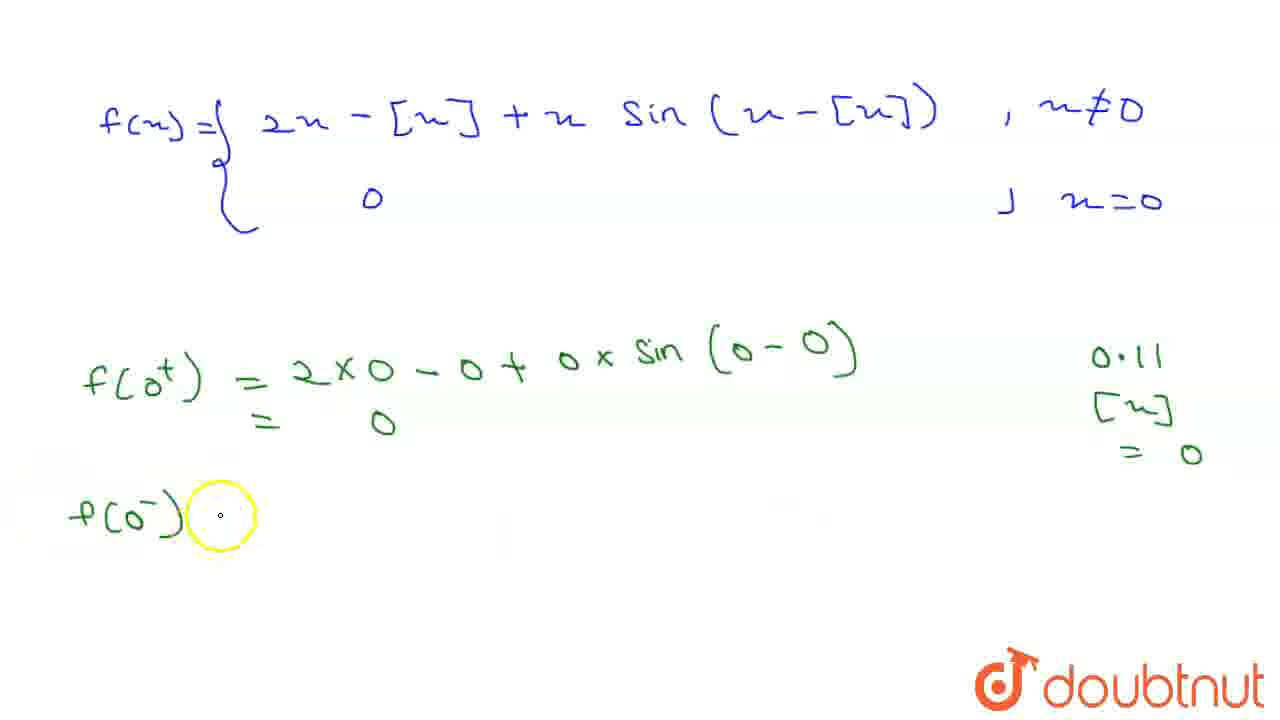 f(x) = { 2x - [x] + x sin (x - [x]) , x ≠ 0
0 , x = 0
f(0⁺) = 2 × 0 - 0 + 0 × sin (0 - 0)
= 0
0.11
[x]
= 0
f(0⁻)
doubtnut